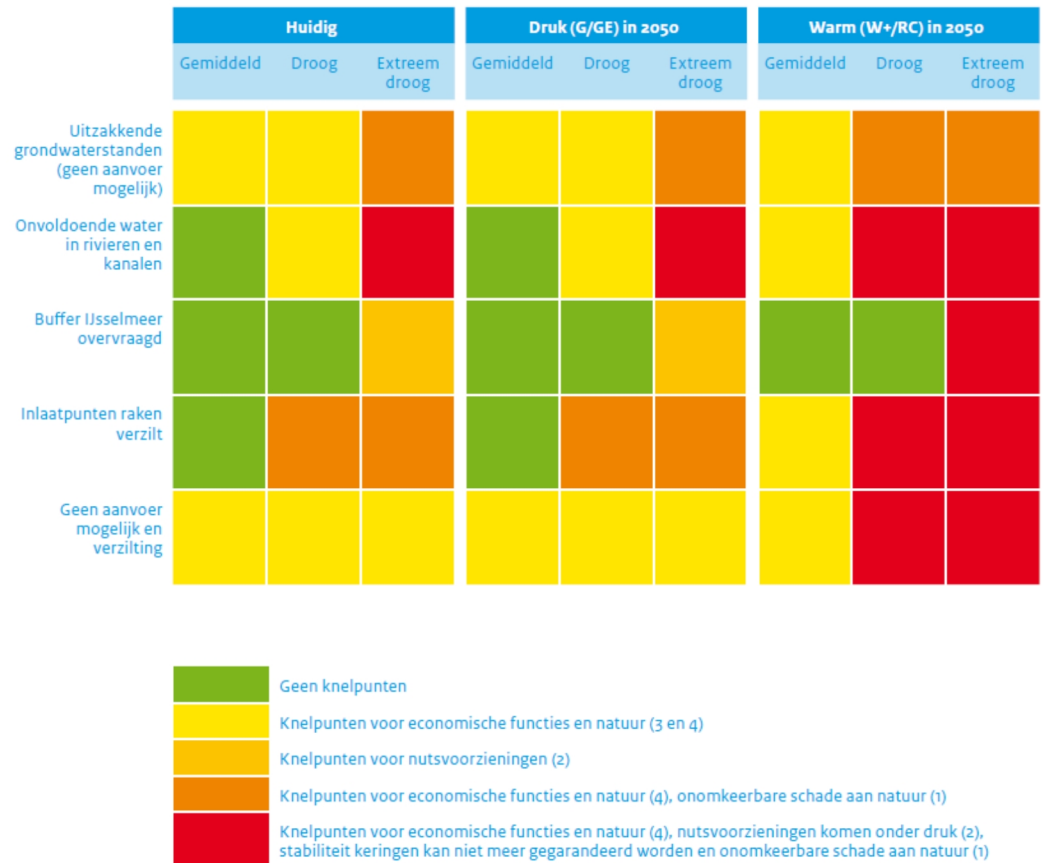 Huidig Druk (G/GE) in 2050 Warm (W+/RC) in 2050
Gemiddeld Droog Extreem droog Gemiddeld Droog Extreem droog Gemiddeld Droog Extreem droog
Uitzakkende
grondwaterstanden
(geen aanvoer
mogelijk)
Onvoldoende water
in rivieren en
kanalen
Buffer IJsselmeer
overvraagd
Inlaatpunten raken
verzilt
Geen aanvoer
mogelijk en
verzilting
Geen knelpunten
Knelpunten voor economische functies en natuur (3 en 4)
Knelpunten voor nutsvoorzieningen (2)
Knelpunten voor economische functies en natuur (4), onomkeerbare schade aan natuur (1)
Knelpunten voor economische functies en natuur (4), nutsvoorzieningen komen onder druk (2),
stabiliteit keringen kan niet meer gegarandeerd worden en onomkeerbare schade aan natuur (1)